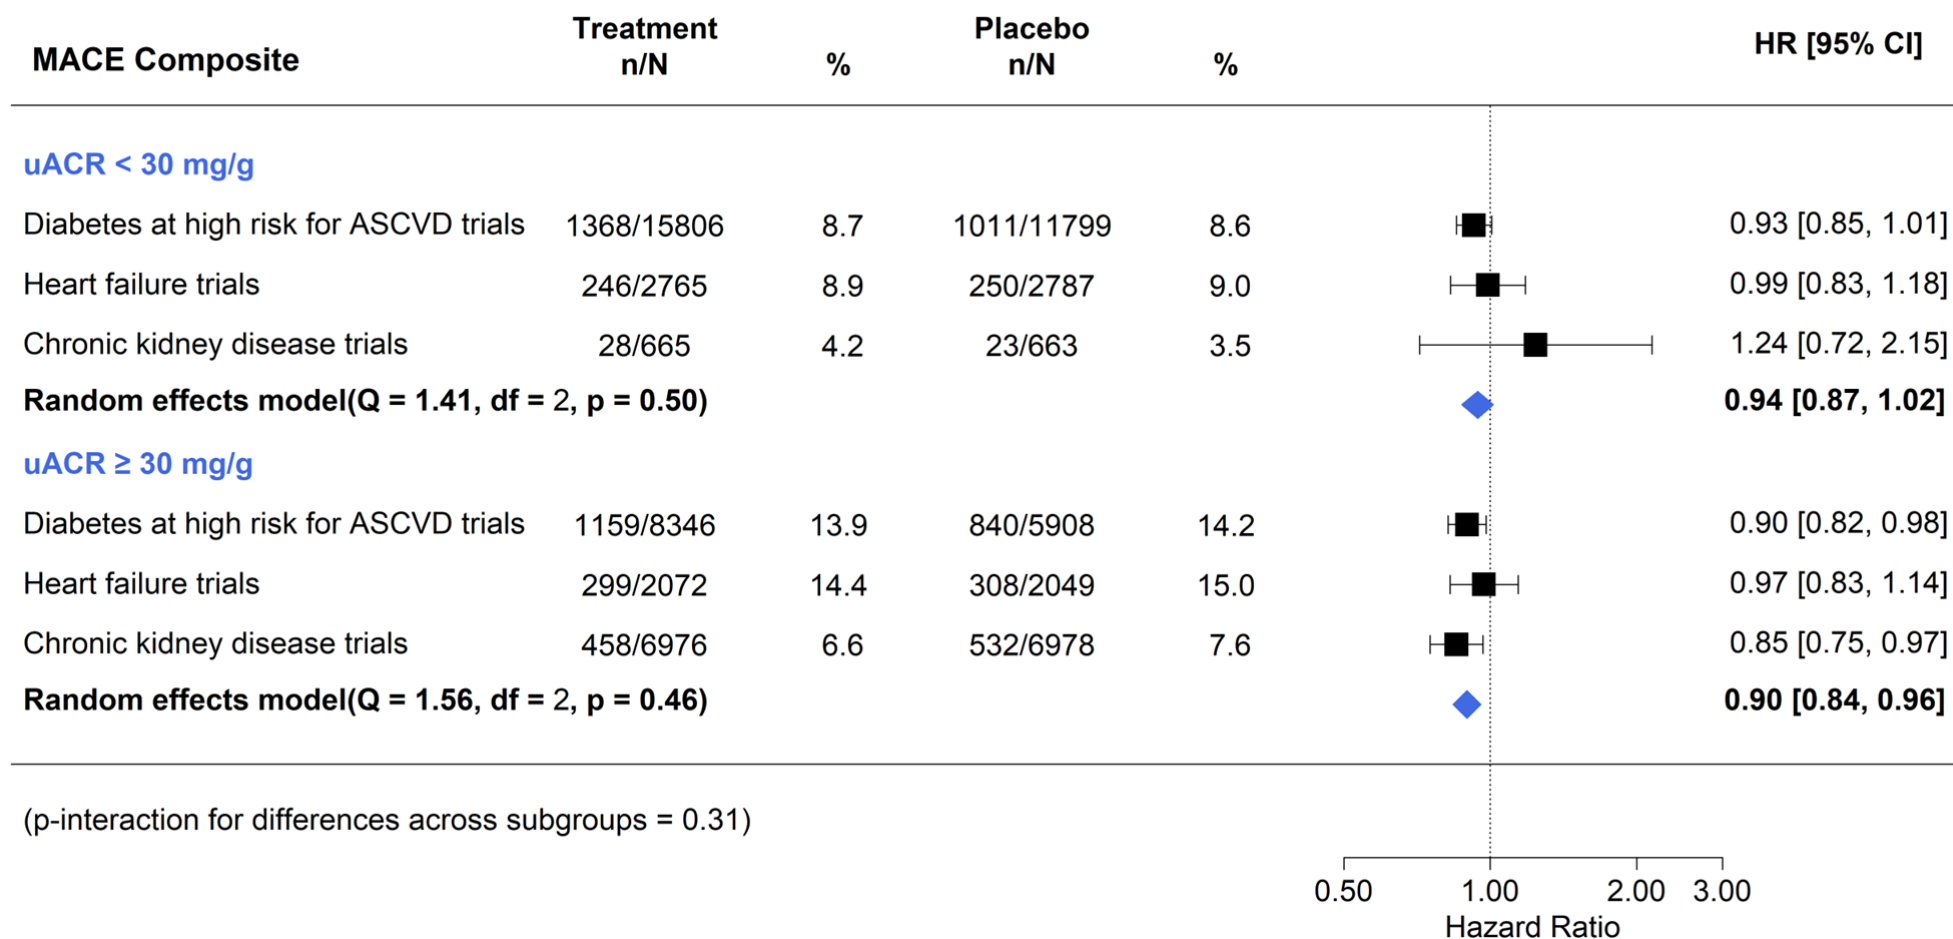 MACE Composite Treatment n/N % Placebo n/N % HR [95% CI]
uACR < 30 mg/g
Diabetes at high risk for ASCVD trials 1368/15806 8.7 1011/11799 8.6 0.93 [0.85, 1.01]
Heart failure trials 246/2765 8.9 250/2787 9.0 0.99 [0.83, 1.18]
Chronic kidney disease trials 28/665 4.2 23/663 3.5 1.24 [0.72, 2.15]
Random effects model(Q = 1.41, df = 2, p = 0.50) 0.94 [0.87, 1.02]
uACR ≥ 30 mg/g
Diabetes at high risk for ASCVD trials 1159/8346 13.9 840/5908 14.2 0.90 [0.82, 0.98]
Heart failure trials 299/2072 14.4 308/2049 15.0 0.97 [0.83, 1.14]
Chronic kidney disease trials 458/6976 6.6 532/6978 7.6 0.85 [0.75, 0.97]
Random effects model(Q = 1.56, df = 2, p = 0.46) 0.90 [0.84, 0.96]
(p-interaction for differences across subgroups = 0.31)
0.50 1.00 2.00 3.00
Hazard Ratio